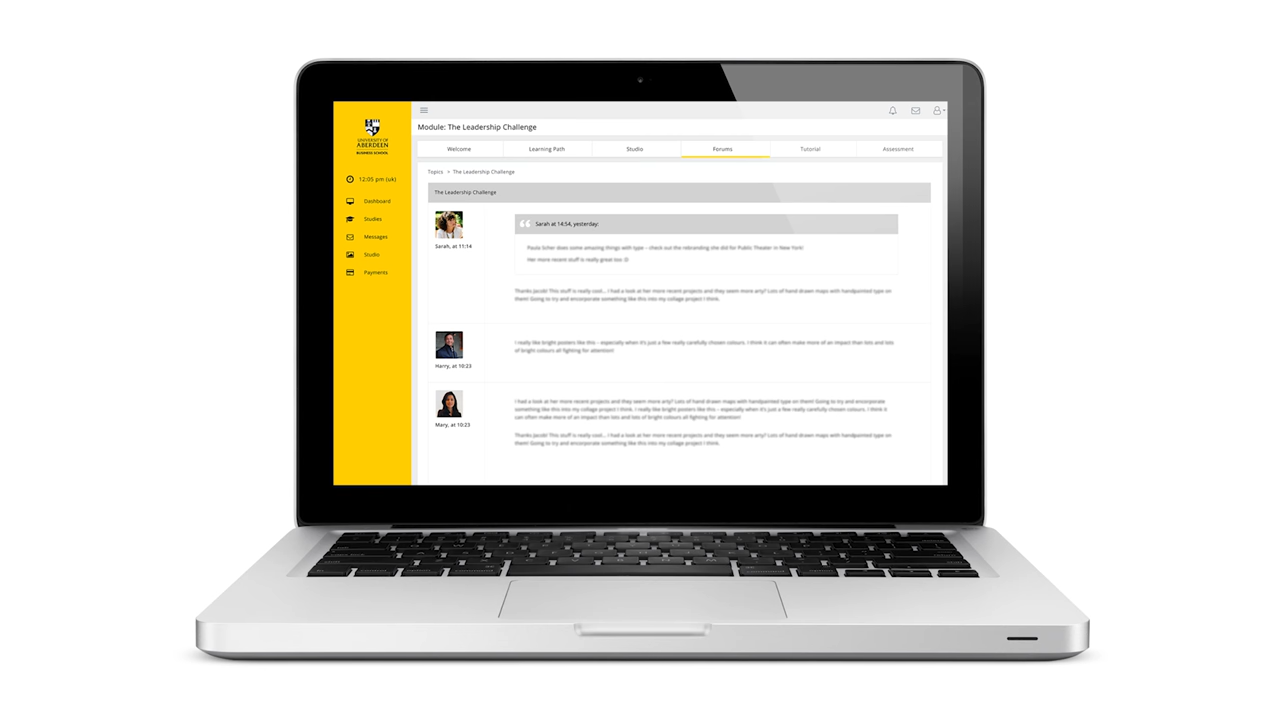 UNIVERSITY OF
ABERDEEN
BUSINESS SCHOOL
12:05 pm (uk)
Dashboard
Studies
Messages
Studio
Payments
Module: The Leadership Challenge
Welcome
Learning Path
Studio
Forums
Tutorial
Assessment
Topics > The Leadership Challenge
The Leadership Challenge
Sarah, at 11:14
Sarah at 14:54, yesterday:
Paula Scher does some amazing things with type - check out the rebranding she did for Public Theater in New York!
Her more recent stuff is really great too :D
Thanks Jacob! This stuff is really cool... I had a look at her more recent projects and they seem more arty? Lots of hand drawn maps with handpainted type on
them! Going to try and encorporate something like this into my collage project I think.
Harry, at 10:23
I really like bright posters like this - especially when it's just a few really carefully chosen colours. I think it can often make more of an impact than lots and lots
of bright colours all fighting for attention!
Mary, at 10:23
I had a look at her more recent projects and they seem more arty? Lots of hand drawn maps with handpainted type on them! Going to try and encorporate
something like this into my collage project I think. I really like bright posters like this - especially when it's just a few really carefully chosen colours. I think it
can often make more of an impact than lots and lots of bright colours all fighting for attention!
Thanks Jacob! This stuff is really cool... I had a look at her more recent projects and they seem more arty? Lots of hand drawn maps with handpainted type on
them! Going to try and encorporate something like this into my collage project I think.